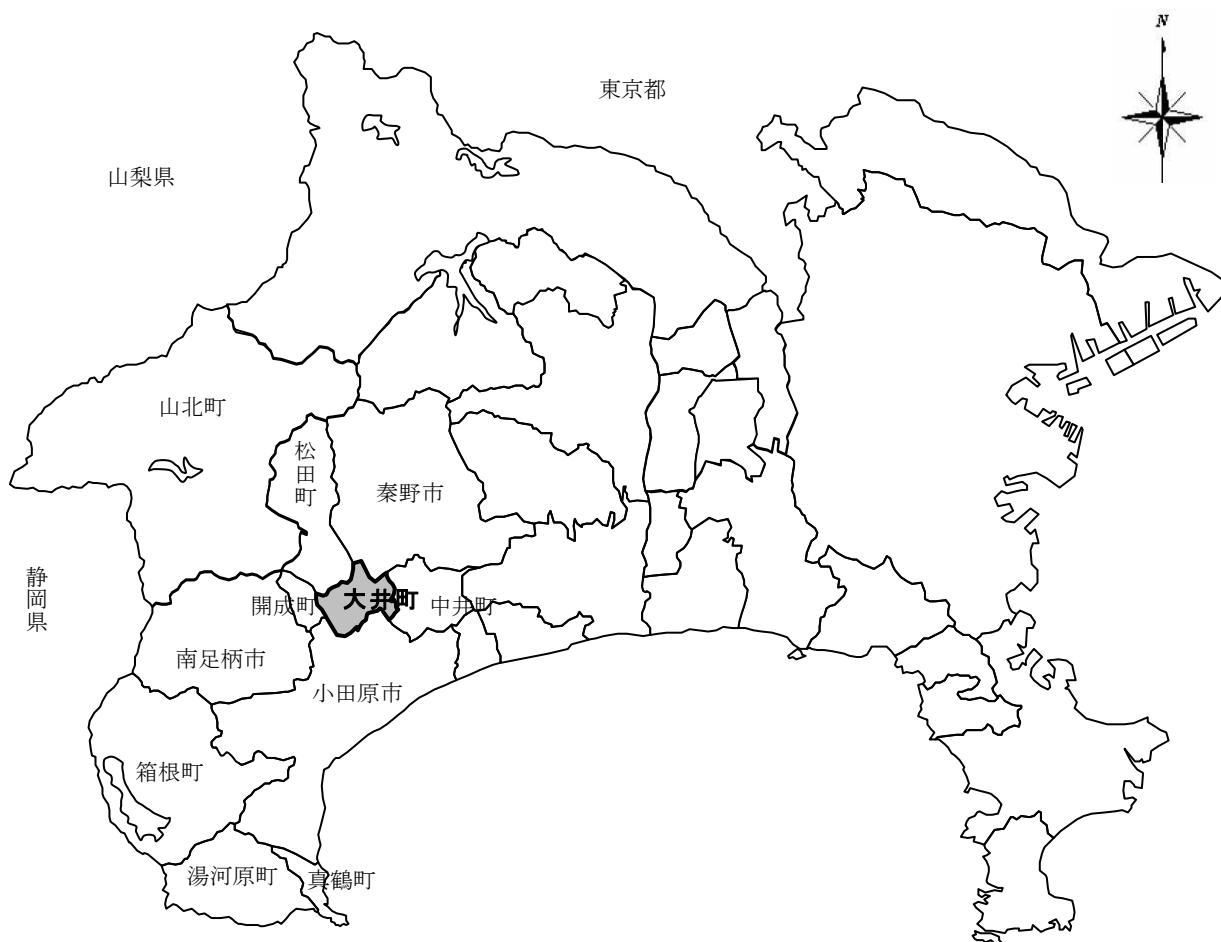 N
東京都
山梨県
山北町
松田町
秦野市
静岡県
開成町
大井町
中井町
南足柄市
小田原市
箱根町
湯河原町
真鶴町